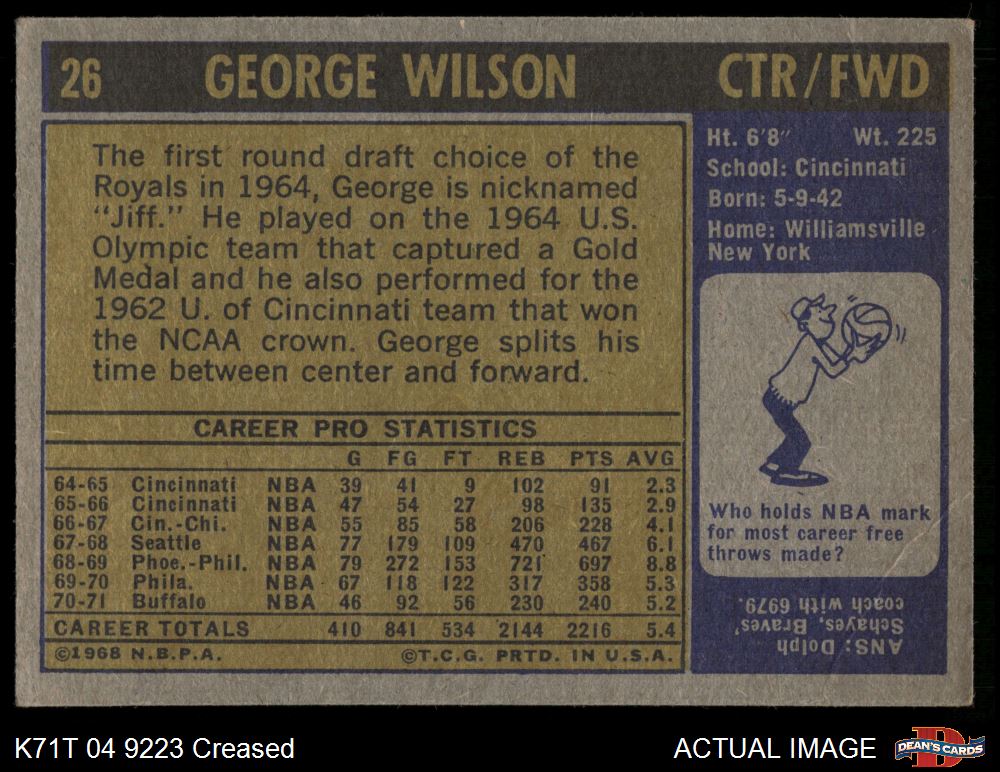 26 GEORGE WILSON CTR/FWD
The first round draft choice of the
Royals in 1964, George is nicknamed
“Jiff.” He played on the 1964 U.S.
Olympic team that captured a Gold
Medal and he also performed for the
1962 U. of Cincinnati team that won
the NCAA crown. George splits his
time between center and forward.
CAREER PRO STATISTICS
G FG FT REB PTS AVG
64-65 Cincinnati NBA 39 41 9 102 91 2.3
65-66 Cincinnati NBA 47 54 27 98 135 2.9
66-67 Cin.-Chi. NBA 55 85 58 206 228 4.1
67-68 Seattle NBA 77 179 109 470 467 6.1
68-69 Phoe.-Phil. NBA 79 272 153 721 697 8.8
69-70 Phila. NBA 67 118 122 317 358 5.3
70-71 Buffalo NBA 46 92 56 230 240 5.2
CAREER TOTALS 410 841 534 2144 2216 5.4
©1968 N.B.P.A. ©T.C.G. PRTD. IN U.S.A.
Ht. 6'8" Wt. 225
School: Cincinnati
Born: 5-9-42
Home: Williamsville
New York
Who holds NBA mark
for most career free
throws made?
ANS: Dolph
Schayes, Braves'
coach with 6979.
K71T 04 9223 Creased
ACTUAL IMAGE
DEAN'S CARDS